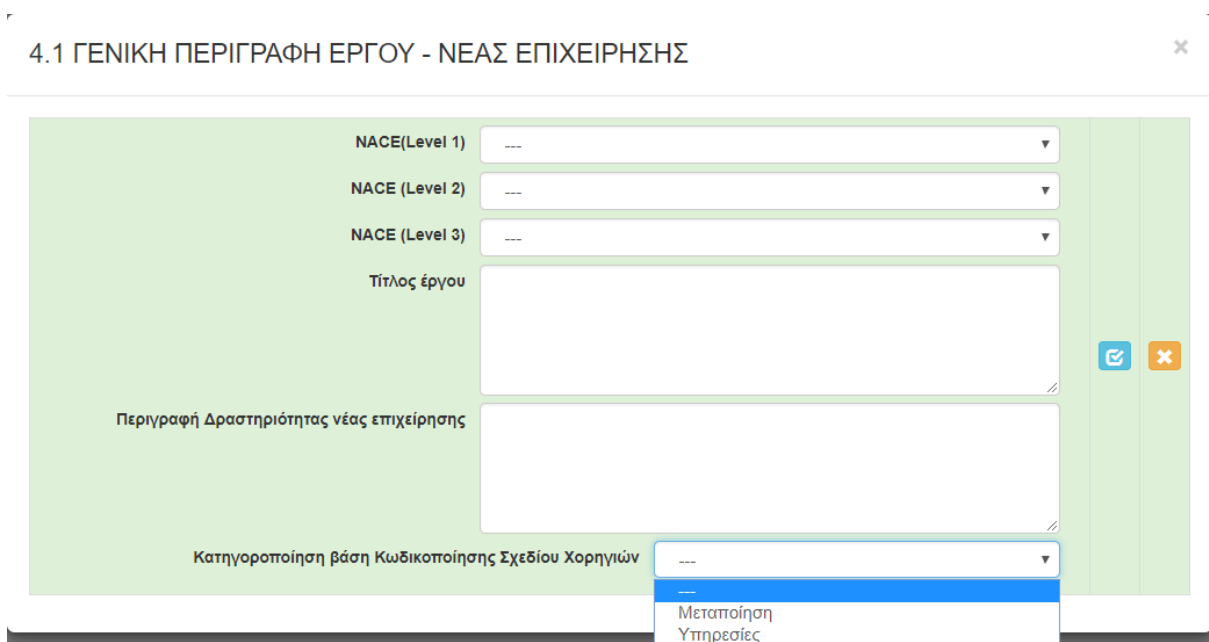 4.1 ΓΕΝΙΚΗ ΠΕΡΙΓΡΑΦΗ ΕΡΓΟΥ - ΝΕΑΣ ΕΠΙΧΕΙΡΗΣΗΣ
NACE(Level 1) ---
NACE (Level 2) ---
NACE (Level 3) ---
Τίτλος έργου
Περιγραφή Δραστηριότητας νέας επιχείρησης
Κατηγοροποίηση βάση Κωδικοποίησης Σχεδίου Χορηγιών ---
---
Μεταποίηση
Υπηρεσίες